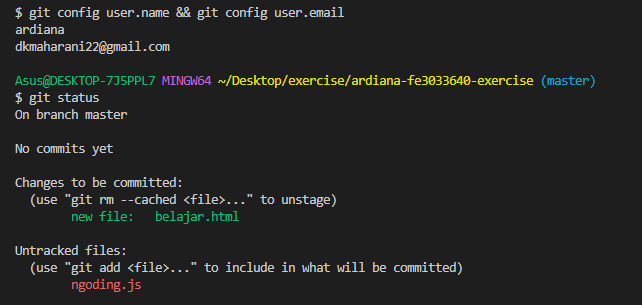 $ git config user.name && git config user.email
ardiana
dkmaharani22@gmail.com
Asus@DESKTOP-7J5PPL7 MINGW64 ~/Desktop/exercise/ardiana-fe3033640-exercise (master)
$ git status
On branch master
No commits yet
Changes to be committed:
(use "git rm --cached <file>..." to unstage)
new file: belajar.html
Untracked files:
(use "git add <file>..." to include in what will be committed)
ngoding.js